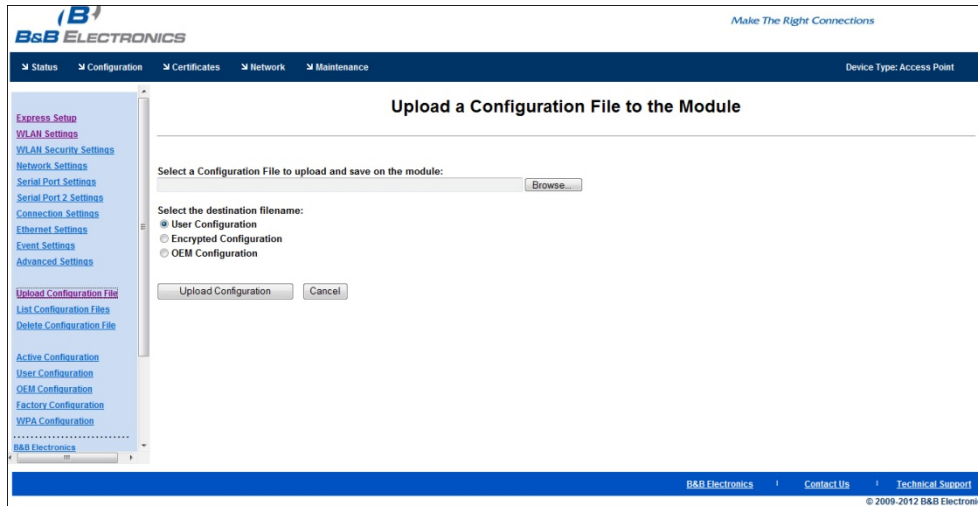 B&B ELECTRONICS
Make The Right Connections
Status Configuration Certificates Network Maintenance Device Type: Access Point
Upload a Configuration File to the Module
Express Setup
WLAN Settings
WLAN Security Settings
Network Settings
Serial Port Settings
Serial Port 2 Settings
Connection Settings
Ethernet Settings
Event Settings
Advanced Settings
Upload Configuration File
List Configuration Files
Delete Configuration File
Active Configuration
User Configuration
OEM Configuration
Factory Configuration
WPA Configuration
B&B Electronics
Select a Configuration File to upload and save on the module:
Browse...
Select the destination filename:
User Configuration
Encrypted Configuration
OEM Configuration
Upload Configuration Cancel
B&B Electronics | Contact Us | Technical Support
© 2009-2012 B&B Electroni